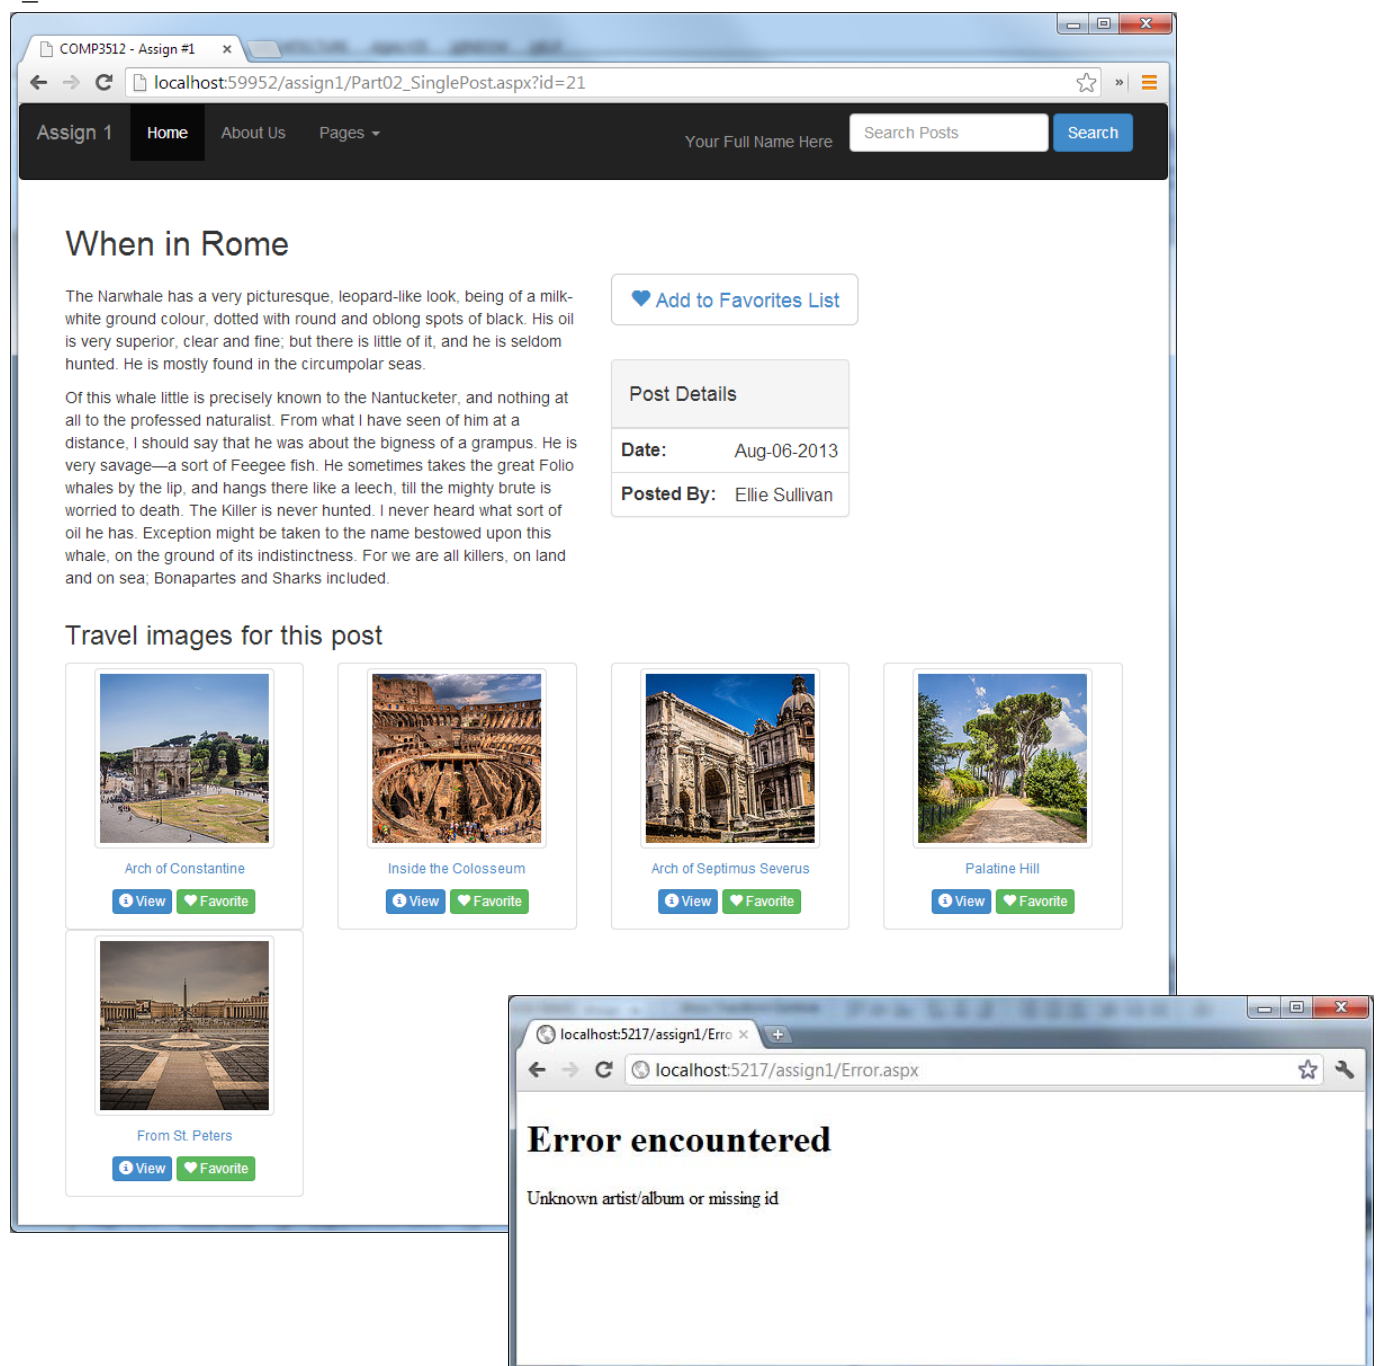 COMP3512 - Assign #1
localhost:59952/assign1/Part02_SinglePost.aspx?id=21
Assign 1 Home About Us Pages Your Full Name Here Search Posts Search
When in Rome
The Narwhale has a very picturesque, leopard-like look, being of a milk-
white ground colour, dotted with round and oblong spots of black. His oil
is very superior, clear and fine; but there is little of it, and he is seldom
hunted. He is mostly found in the circumpolar seas.
Of this whale little is precisely known to the Nantucketer, and nothing at
all to the professed naturalist. From what I have seen of him at a
distance, I should say that he was about the bigness of a grampus. He is
very savage—a sort of Feegee fish. He sometimes takes the great Folio
whales by the lip, and hangs there like a leech, till the mighty brute is
worried to death. The Killer is never hunted. I never heard what sort of
oil he has. Exception might be taken to the name bestowed upon this
whale, on the ground of its indistinctness. For we are all killers, on land
and on sea; Bonapartes and Sharks included.
Add to Favorites List
Post Details
Date: Aug-06-2013
Posted By: Ellie Sullivan
Travel images for this post
Arch of Constantine
View Favorite
Inside the Colosseum
View Favorite
Arch of Septimus Severus
View Favorite
Palatine Hill
View Favorite
From St. Peters
View Favorite
localhost:5217/assign1/Erro
localhost:5217/assign1/Error.aspx
Error encountered
Unknown artist/album or missing id